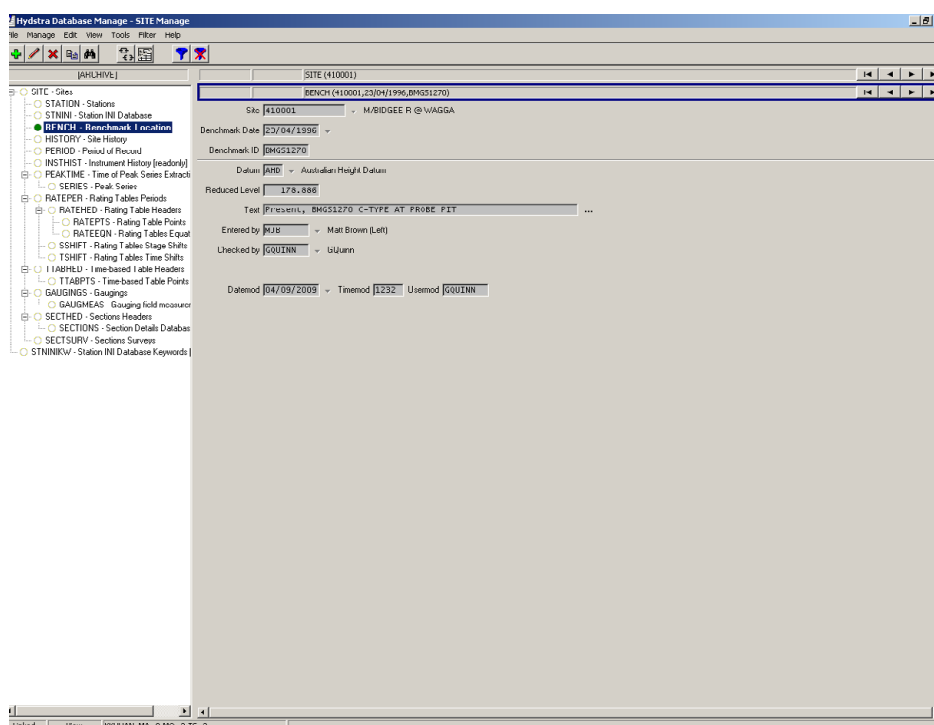 Hydstra Database Manage - SITE Manage
File Manage Edit View Tools Filter Help
[ARCHIVE]
SITE (410001)
BENCH (410001,23/04/1996,BMGS1270)
SITE - Sites
STATION - Stations
STNINI - Station INI Database
BENCH - Benchmark Location
HISTORY - Site History
PERIOD - Period of Record
INSTHIST - Instrument History [readonly]
PEAKTIME - Time of Peak Series Extracti
SERIES - Peak Series
RATEPER - Rating Tables Periods
RATEHED - Rating Table Headers
RATEPTS - Rating Table Points
RATEEQN - Rating Tables Equat
SSHIFT - Rating Tables Stage Shifts
TSHIFT - Rating Tables Time Shifts
TTABHED - Time-based Table Headers
TTABPTS - Time-based Table Points
GAUGINGS - Gaugings
GAUGMEAS Gauging field measurer
SECTHED - Sections Headers
SECTIONS - Section Details Databas
SECTSURV - Sections Surveys
STNINIKW - Station INI Database Keywords [
Site 410001 M/BIDGEE R @ WAGGA
Benchmark Date 23/04/1996
Benchmark ID BMGS1270
Datum AHD Australian Height Datum
Reduced Level 178.886
Text Present, BMGS1270 C-TYPE AT PROBE PIT ...
Entered by MJB Matt Brown (Left)
Checked by GQUINN GQuinn
Datemod 04/09/2009 Timemod 1232 Usermod GQUINN